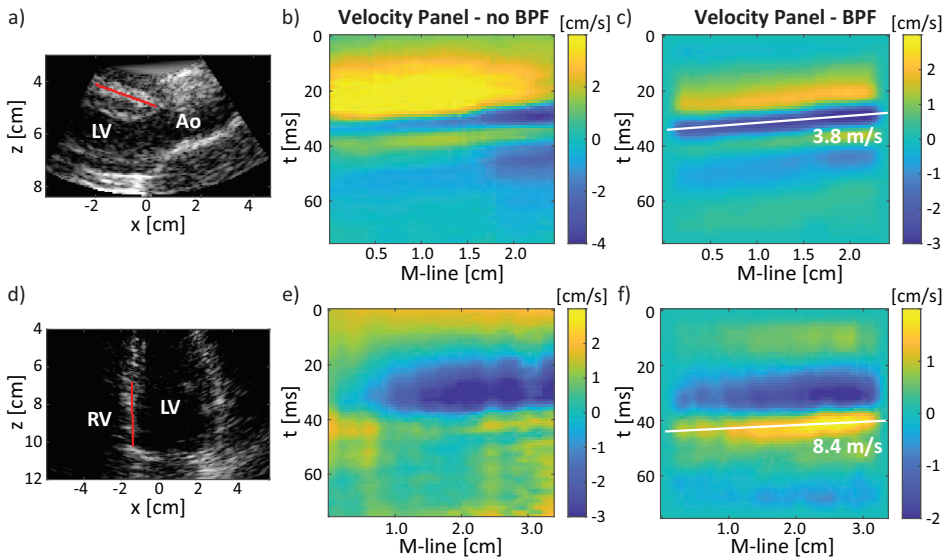 a)
z [cm]
4
6
8
LV
Ao
-2
0
2
4
x [cm]
b)
Velocity Panel - no BPF
[cm/s]
t [ms]
0
20
40
60
0.5
1.0
1.5
2.0
M-line [cm]
4
2
0
-2
-4
c)
Velocity Panel - BPF
[cm/s]
t [ms]
0
20
40
60
3.8 m/s
0.5
1.0
1.5
2.0
M-line [cm]
3
2
1
0
-1
-2
-3
d)
z [cm]
4
6
8
10
12
RV
LV
-2
0
2
4
x [cm]
e)
[cm/s]
t [ms]
0
20
40
60
1.0
2.0
3.0
M-line [cm]
3
2
1
0
-1
-2
-3
f)
[cm/s]
t [ms]
0
20
40
60
8.4 m/s
1.0
2.0
3.0
M-line [cm]
2
1
0
-1
-2